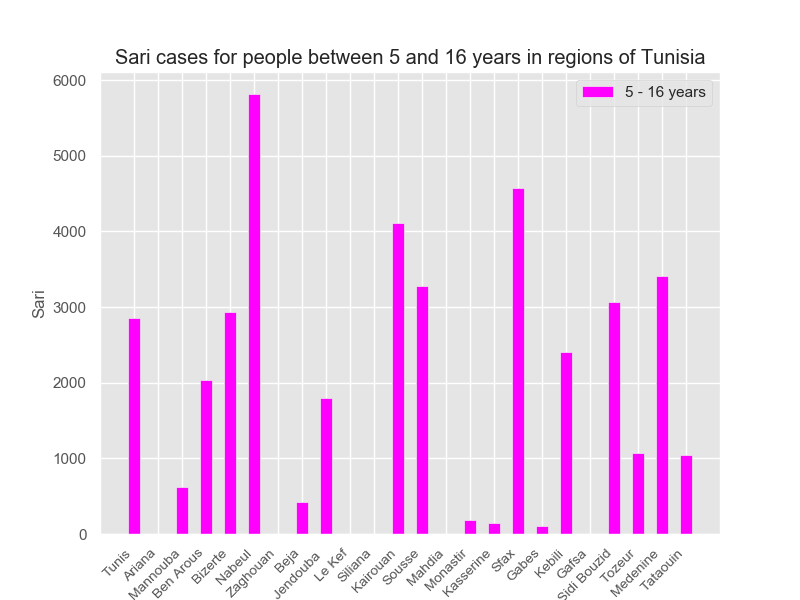 Sari cases for people between 5 and 16 years in regions of Tunisia
5 - 16 years
6000
5000
4000
3000
2000
1000
0
Sari
Tunis
Ariana
Mannouba
Ben Arous
Bizerte
Nabeul
Zaghouan
Beja
Jendouba
Le Kef
Siliana
Kairouan
Sousse
Mahdia
Monastir
Kasserine
Sfax
Gabes
Kebili
Gafsa
Sidi Bouzid
Tozeur
Medenine
Tataouin